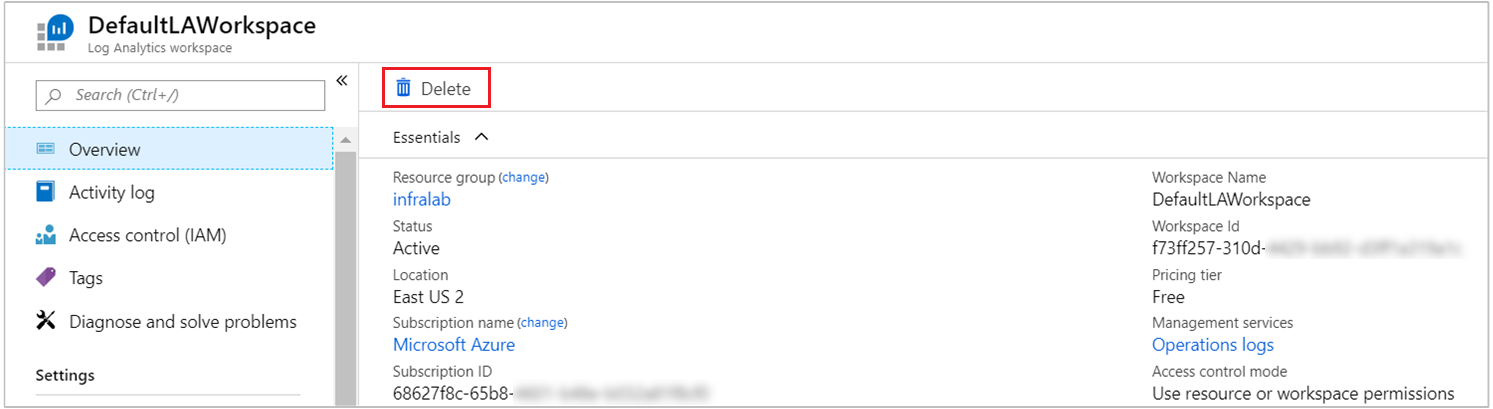 DefaultLAWorkspace
Log Analytics workspace
Search (Ctrl+/)
«
Overview
Activity log
Access control (IAM)
Tags
Diagnose and solve problems
Settings
Delete
Essentials
Resource group (change)
infralab
Status
Active
Location
East US 2
Subscription name (change)
Microsoft Azure
Subscription ID
68627f8c-65b8-
Workspace Name
DefaultLAWorkspace
Workspace Id
f73ff257-310d-
Pricing tier
Free
Management services
Operations logs
Access control mode
Use resource or workspace permissions